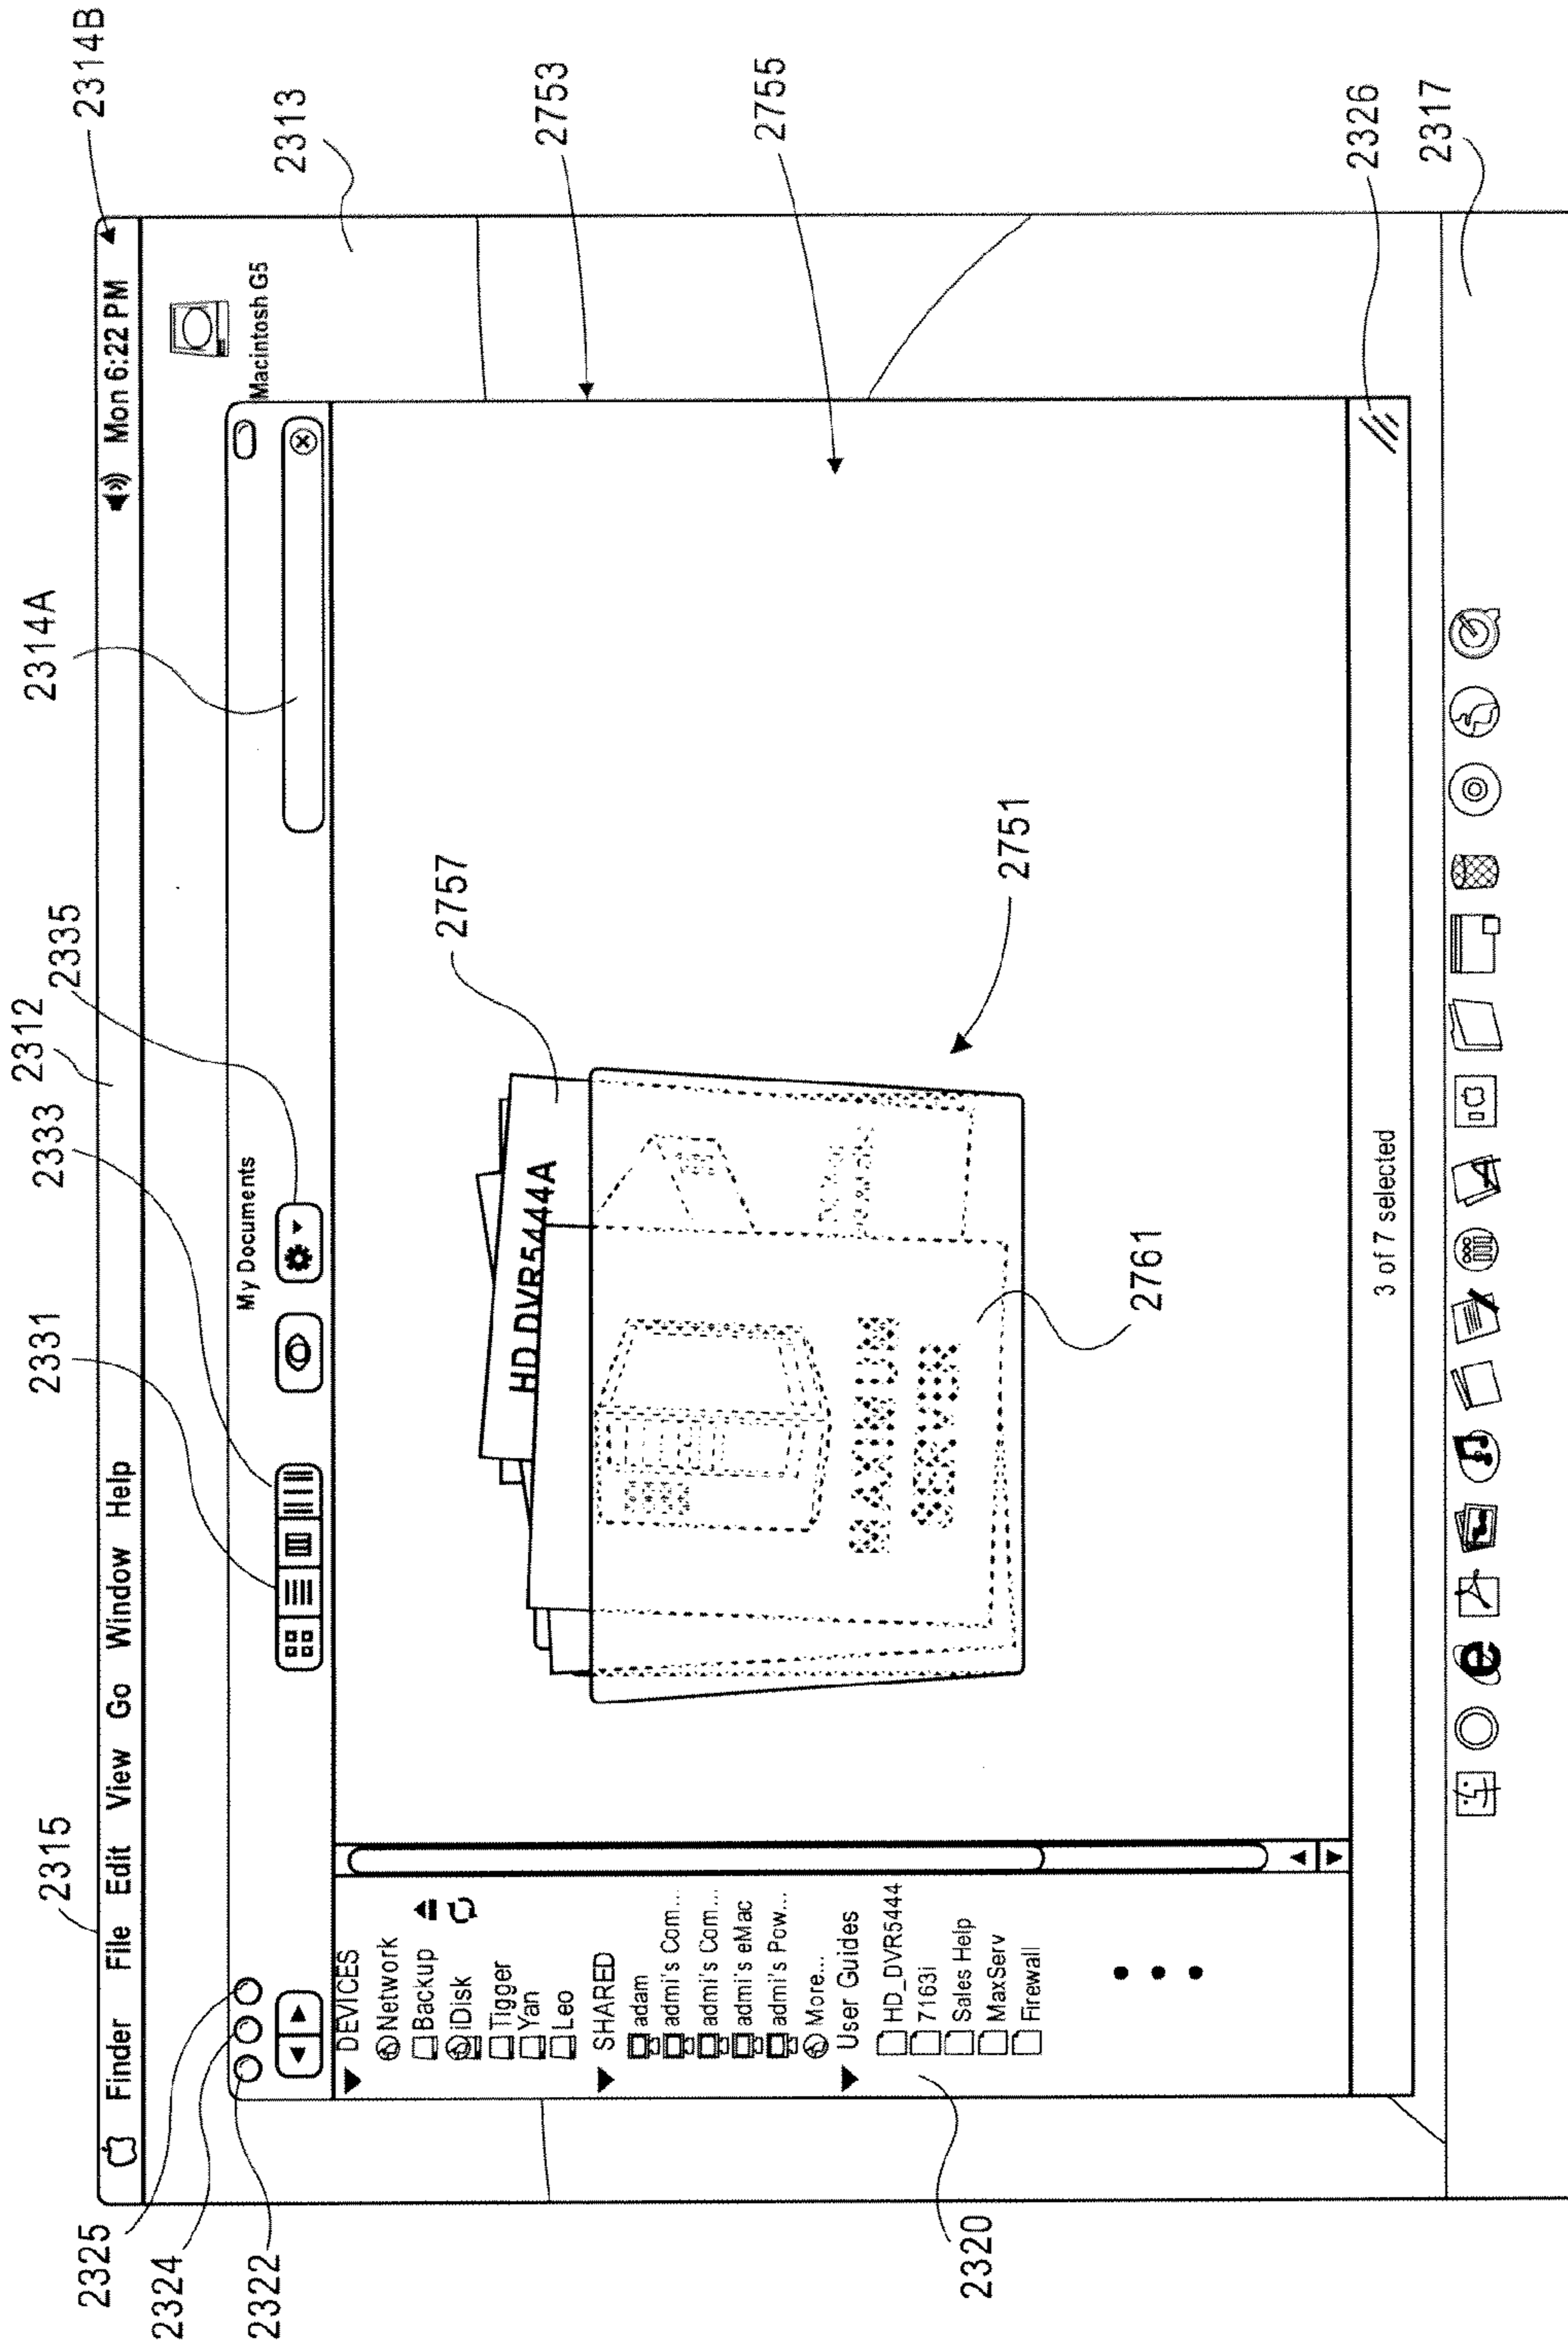 2315
2331
2333
2312
2335
2314A
2314B
Finder File Edit View Go Window Help
Mon 6:22 PM
2325
2324
2322
My Documents
Macintosh G5
2313
DEVICES
Network
Backup
iDisk
Tigger
Yan
Leo
SHARED
adam
admi's Com...
admi's Com...
admi's eMac
admi's Pow...
More...
User Guides
HD_DVR5444
7163i
Sales Help
MaxServ
Firewall
2320
2757
HD_DVR5444A
MAXIMUM
SERVER
2761
2751
2753
2755
3 of 7 selected
2326
2317